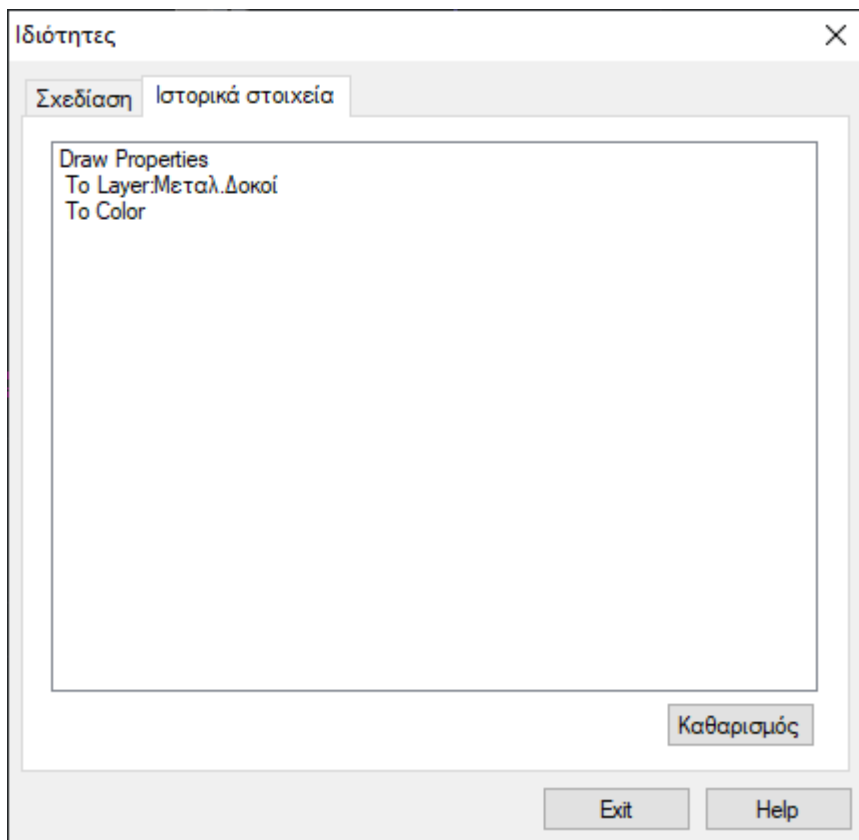 Ιδιότητες
Σχεδίαση
Ιστορικά στοιχεία
Draw Properties
To Layer:Μεταλ.Δοκοί
To Color
Καθαρισμός
Exit
Help